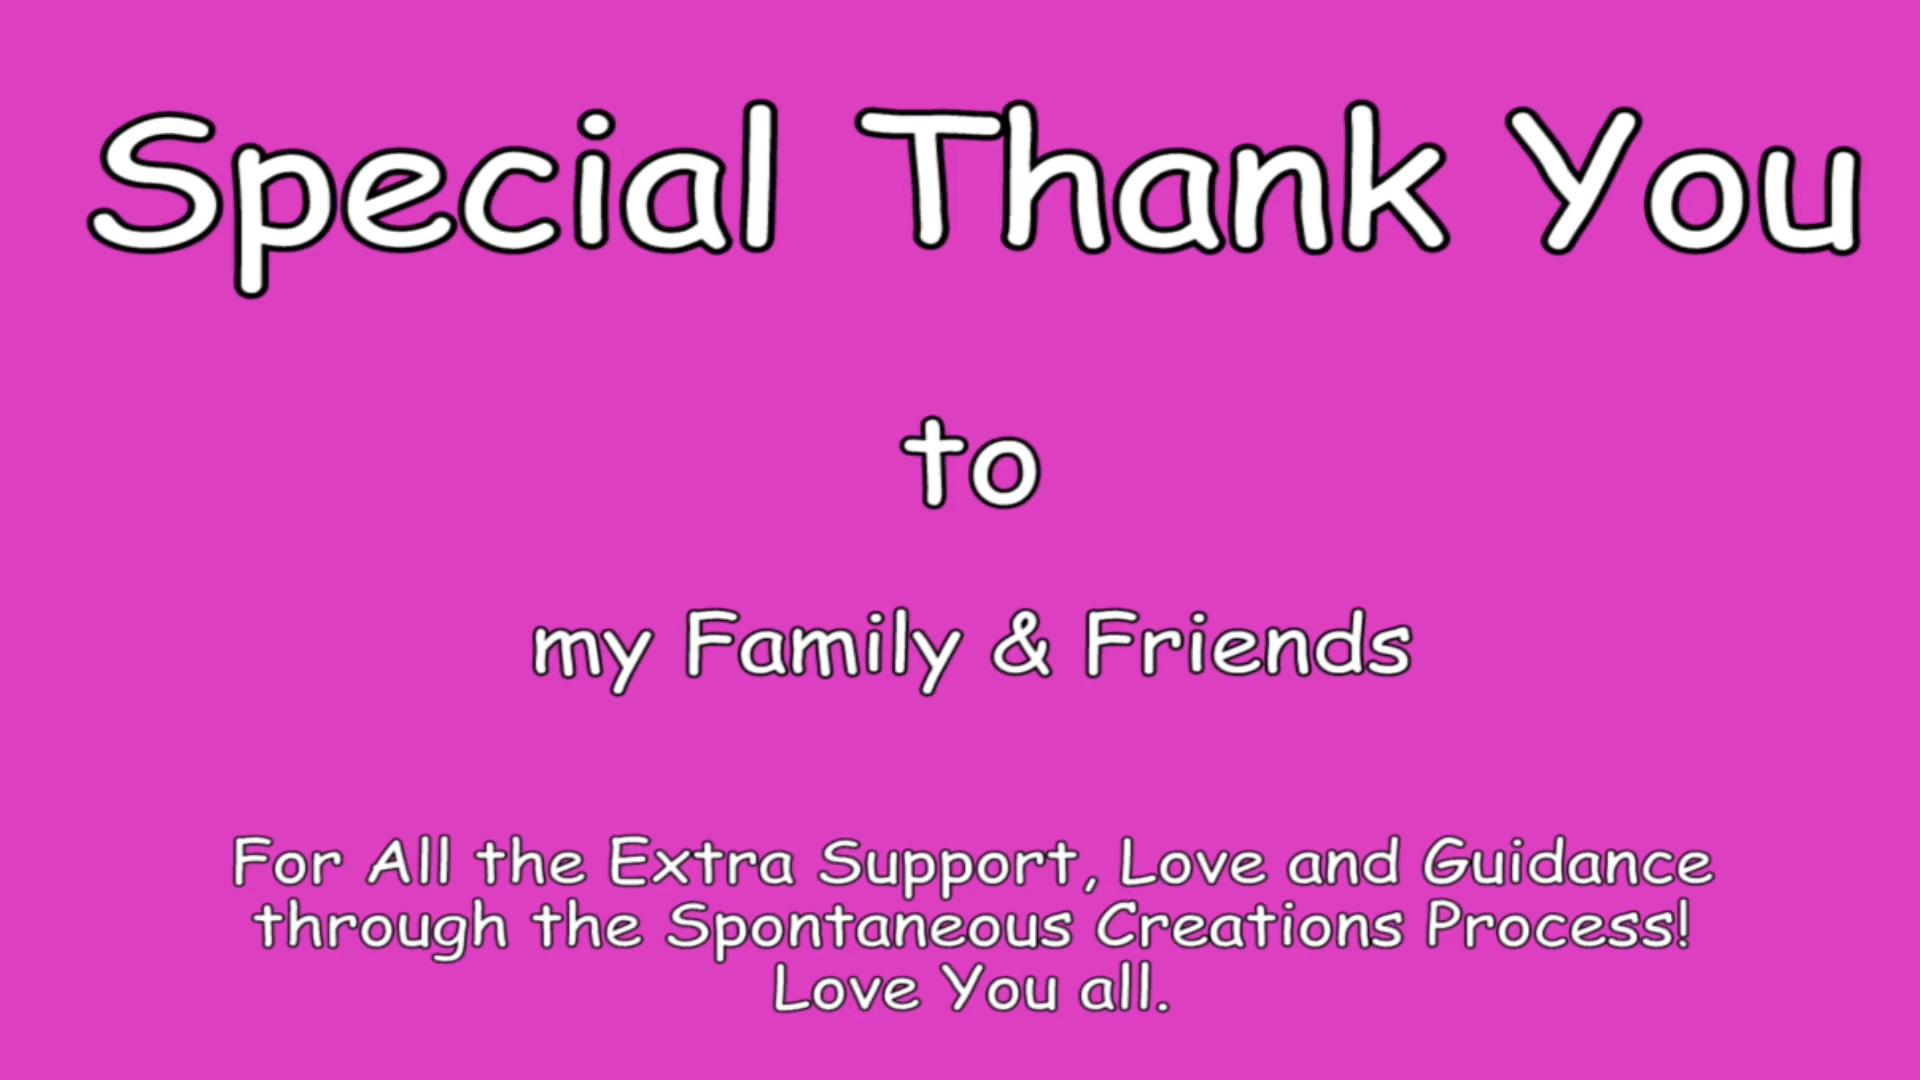 Special Thank You
to
my Family & Friends
For All the Extra Support, Love and Guidance
through the Spontaneous Creations Process!
Love You all.